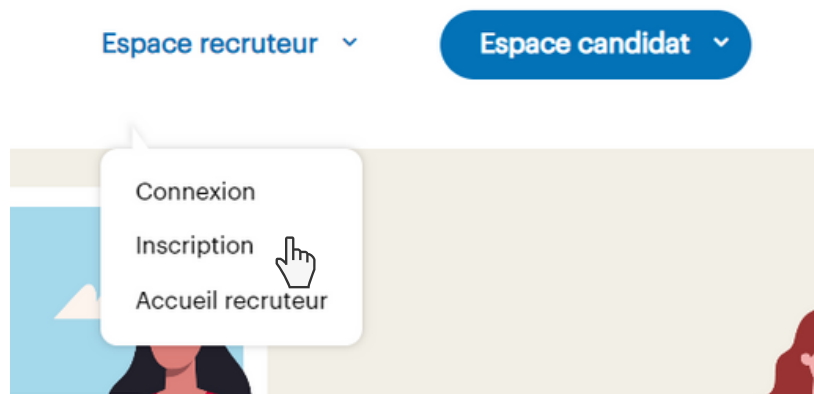 Espace recruteur
Espace candidat
Connexion
Inscription
Accueil recruteur